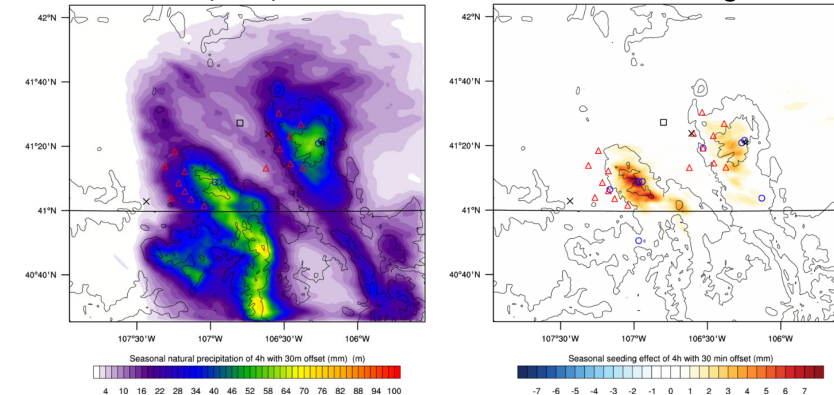 42°N
41°40'N
41°20'N
41°N
40°40'N
107°30'W
107°W
106°30'W
106°W
Seasonal natural precipitation of 4h with 30m offset (mm) (m)
4 10 16 22 28 34 40 46 52 58 64 70 76 82 88 94 100
42°N
41°40'N
41°20'N
41°N
40°40'N
107°30'W
107°W
106°30'W
106°W
Seasonal seeding effect of 4h with 30 min offset (mm)
-7 -6 -5 -4 -3 -2 -1 0 1 2 3 4 5 6 7